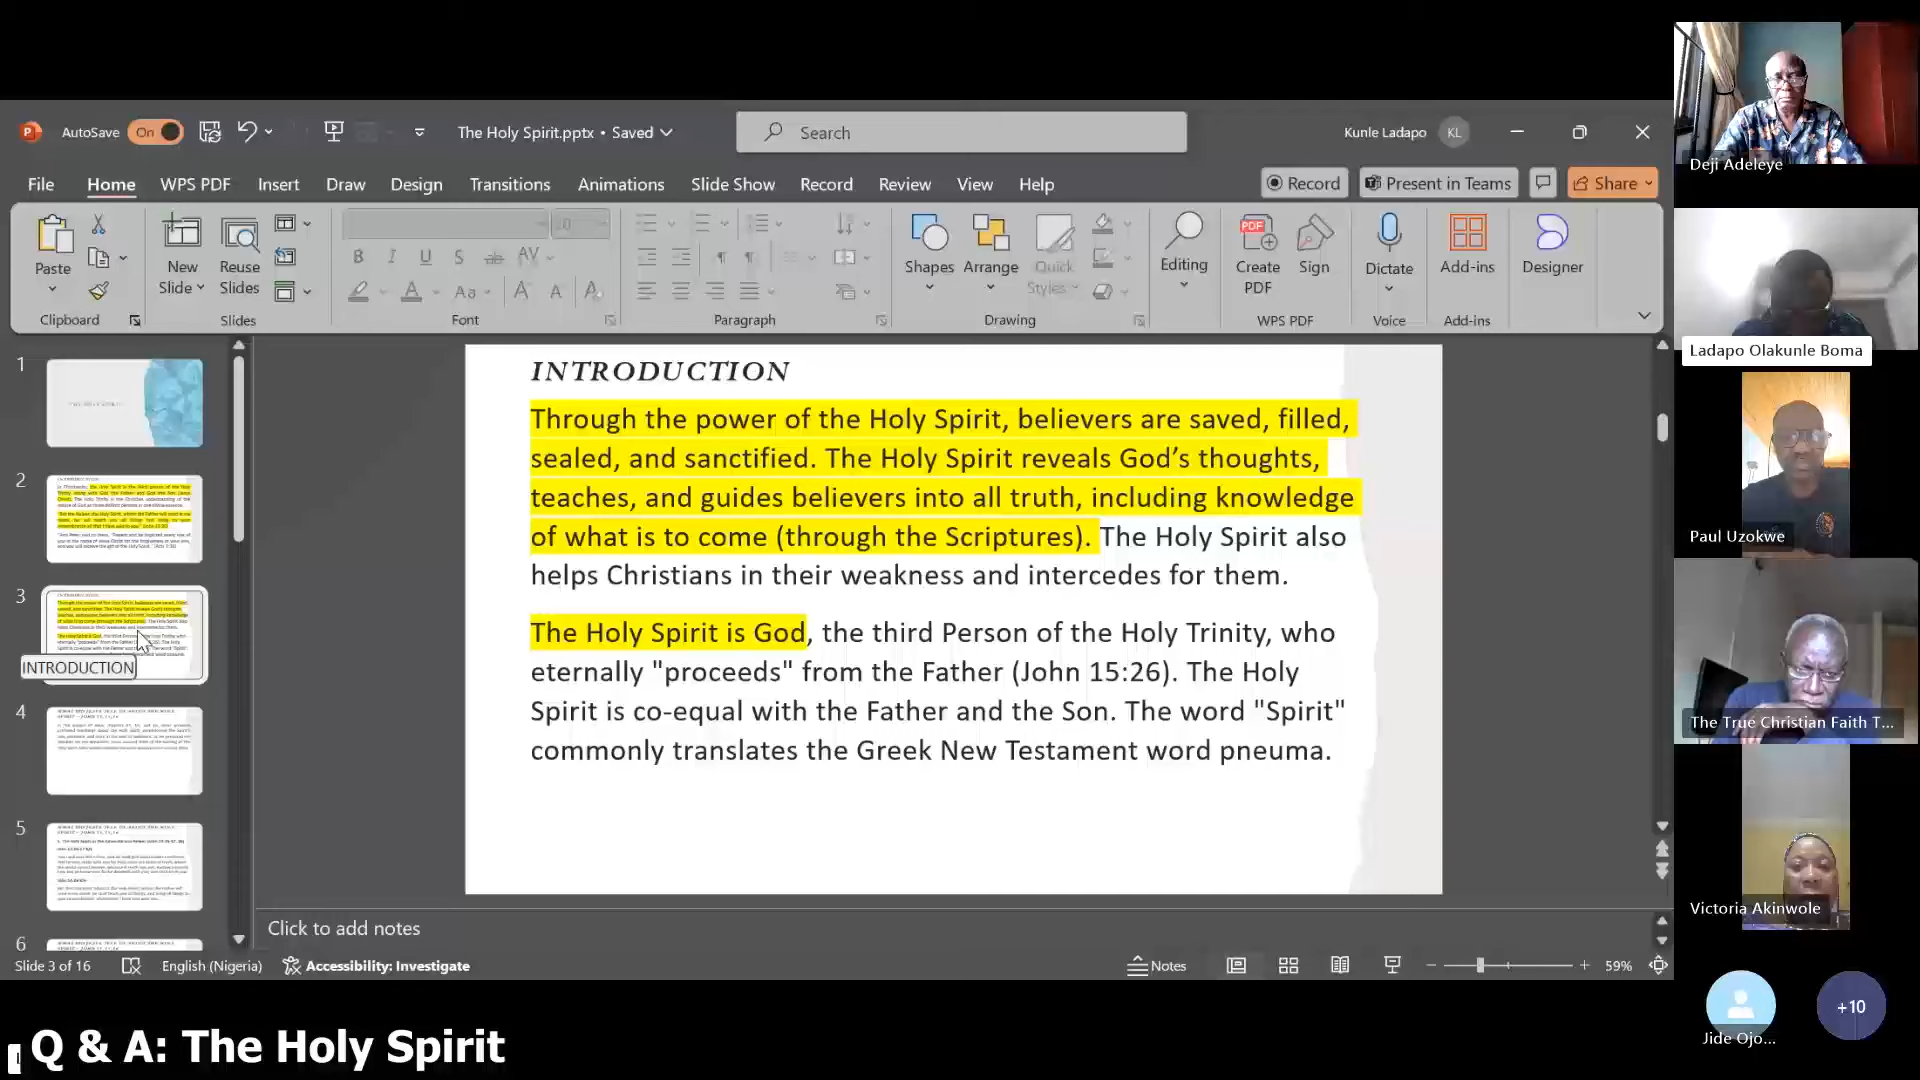 AutoSave On
The Holy Spirit.pptx • Saved
Search
Kunle Ladapo KL
File Home WPS PDF Insert Draw Design Transitions Animations Slide Show Record Review View Help
Record Present in Teams Share
Paste
New Slide
Reuse Slides
Shapes Arrange Quick Styles
Editing
Create PDF
Sign
Dictate
Add-ins
Designer
Clipboard Slides Font Paragraph Drawing WPS PDF Voice Add-ins
1
2
3
INTRODUCTION
4
5
6
INTRODUCTION
Through the power of the Holy Spirit, believers are saved, filled,
sealed, and sanctified. The Holy Spirit reveals God’s thoughts,
teaches, and guides believers into all truth, including knowledge
of what is to come (through the Scriptures). The Holy Spirit also
helps Christians in their weakness and intercedes for them.
The Holy Spirit is God, the third Person of the Holy Trinity, who
eternally "proceeds" from the Father (John 15:26). The Holy
Spirit is co-equal with the Father and the Son. The word "Spirit"
commonly translates the Greek New Testament word pneuma.
Click to add notes
Slide 3 of 16 English (Nigeria) Accessibility: Investigate Notes 59%
Deji Adeleye
Ladapo Olakunle Boma
Paul Uzokwe
The True Christian Faith T...
Victoria Akinwole
Jide Ojo...
+10
Q & A: The Holy Spirit